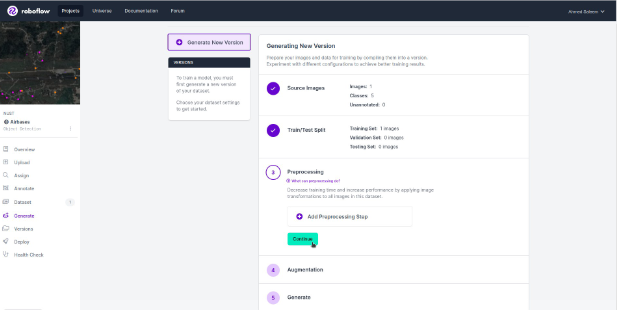 roboflow
Projects
Universe
Documentation
Forum
Generate New Version
VERSIONS
To train a model, you must
first generate a new version
of your dataset.
Choose your dataset settings
to get started.
Airbases
Object Detection
Overview
Upload
Assign
Annotate
Dataset
1
Generate
Versions
Deploy
Health Check
Generating New Version
Prepare your images and data for training by compiling them into a version.
Experiment with different configurations to achieve better training results.
Source Images
Images: 1
Classes: 5
Unannotated: 0
Train/Test Split
Training Set: 1 images
Validation Set: 0 images
Testing Set: 0 images
3
Preprocessing
What can preprocessing do?
Decrease training time and increase performance by applying image
transformations to all images in this dataset.
Add Preprocessing Step
Continue
4
Augmentation
5
Generate